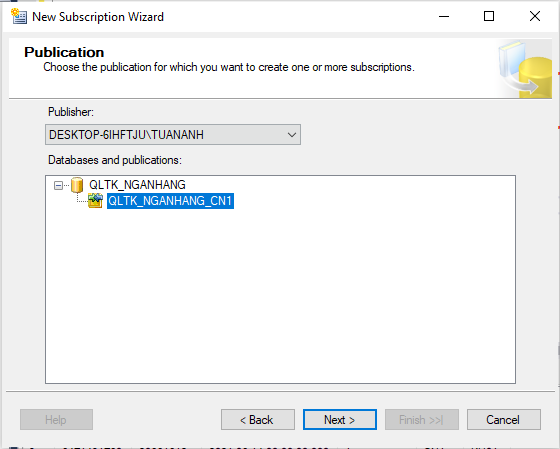 New Subscription Wizard
Publication
Choose the publication for which you want to create one or more subscriptions.
Publisher:
DESKTOP-6IHFTJU\TUANANH
Databases and publications:
QLTK_NGANHANG
QLTK_NGANHANG_CN1
Help
< Back
Next >
Finish >>|
Cancel